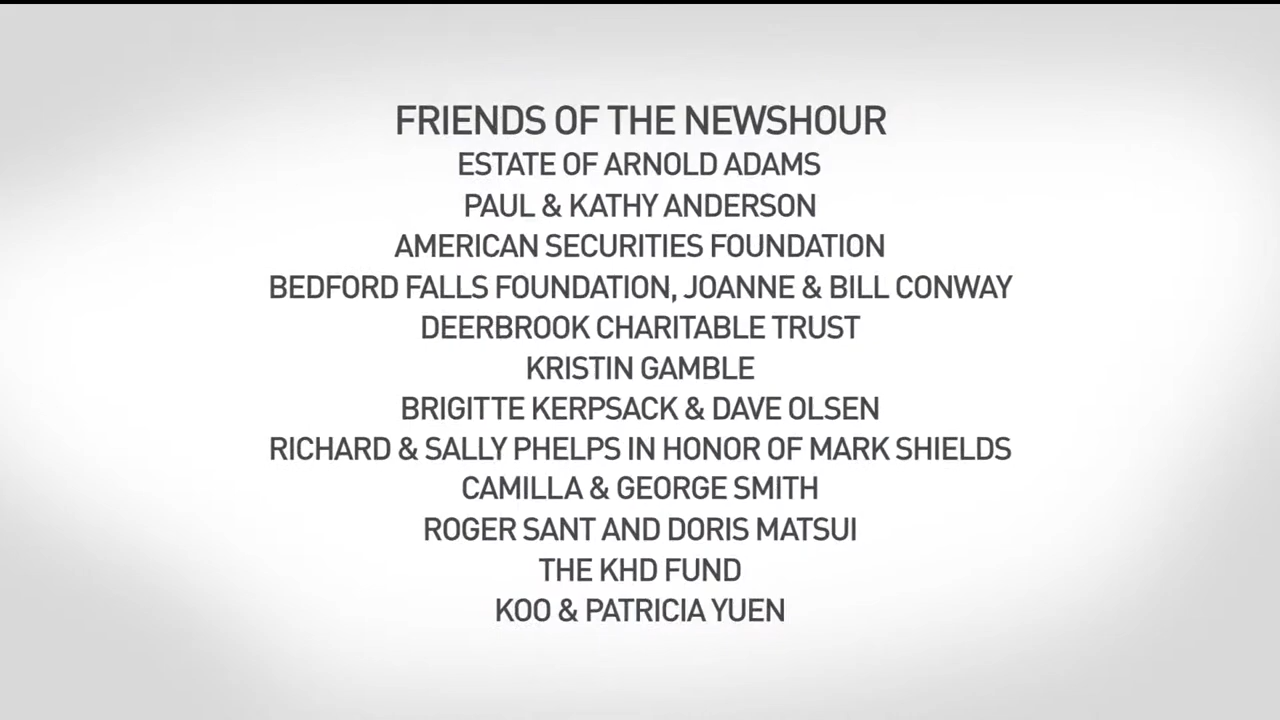 FRIENDS OF THE NEWSHOUR
ESTATE OF ARNOLD ADAMS
PAUL & KATHY ANDERSON
AMERICAN SECURITIES FOUNDATION
BEDFORD FALLS FOUNDATION, JOANNE & BILL CONWAY
DEERBROOK CHARITABLE TRUST
KRISTIN GAMBLE
BRIGITTE KERPSACK & DAVE OLSEN
RICHARD & SALLY PHELPS IN HONOR OF MARK SHIELDS
CAMILLA & GEORGE SMITH
ROGER SANT AND DORIS MATSUI
THE KHD FUND
KOO & PATRICIA YUEN